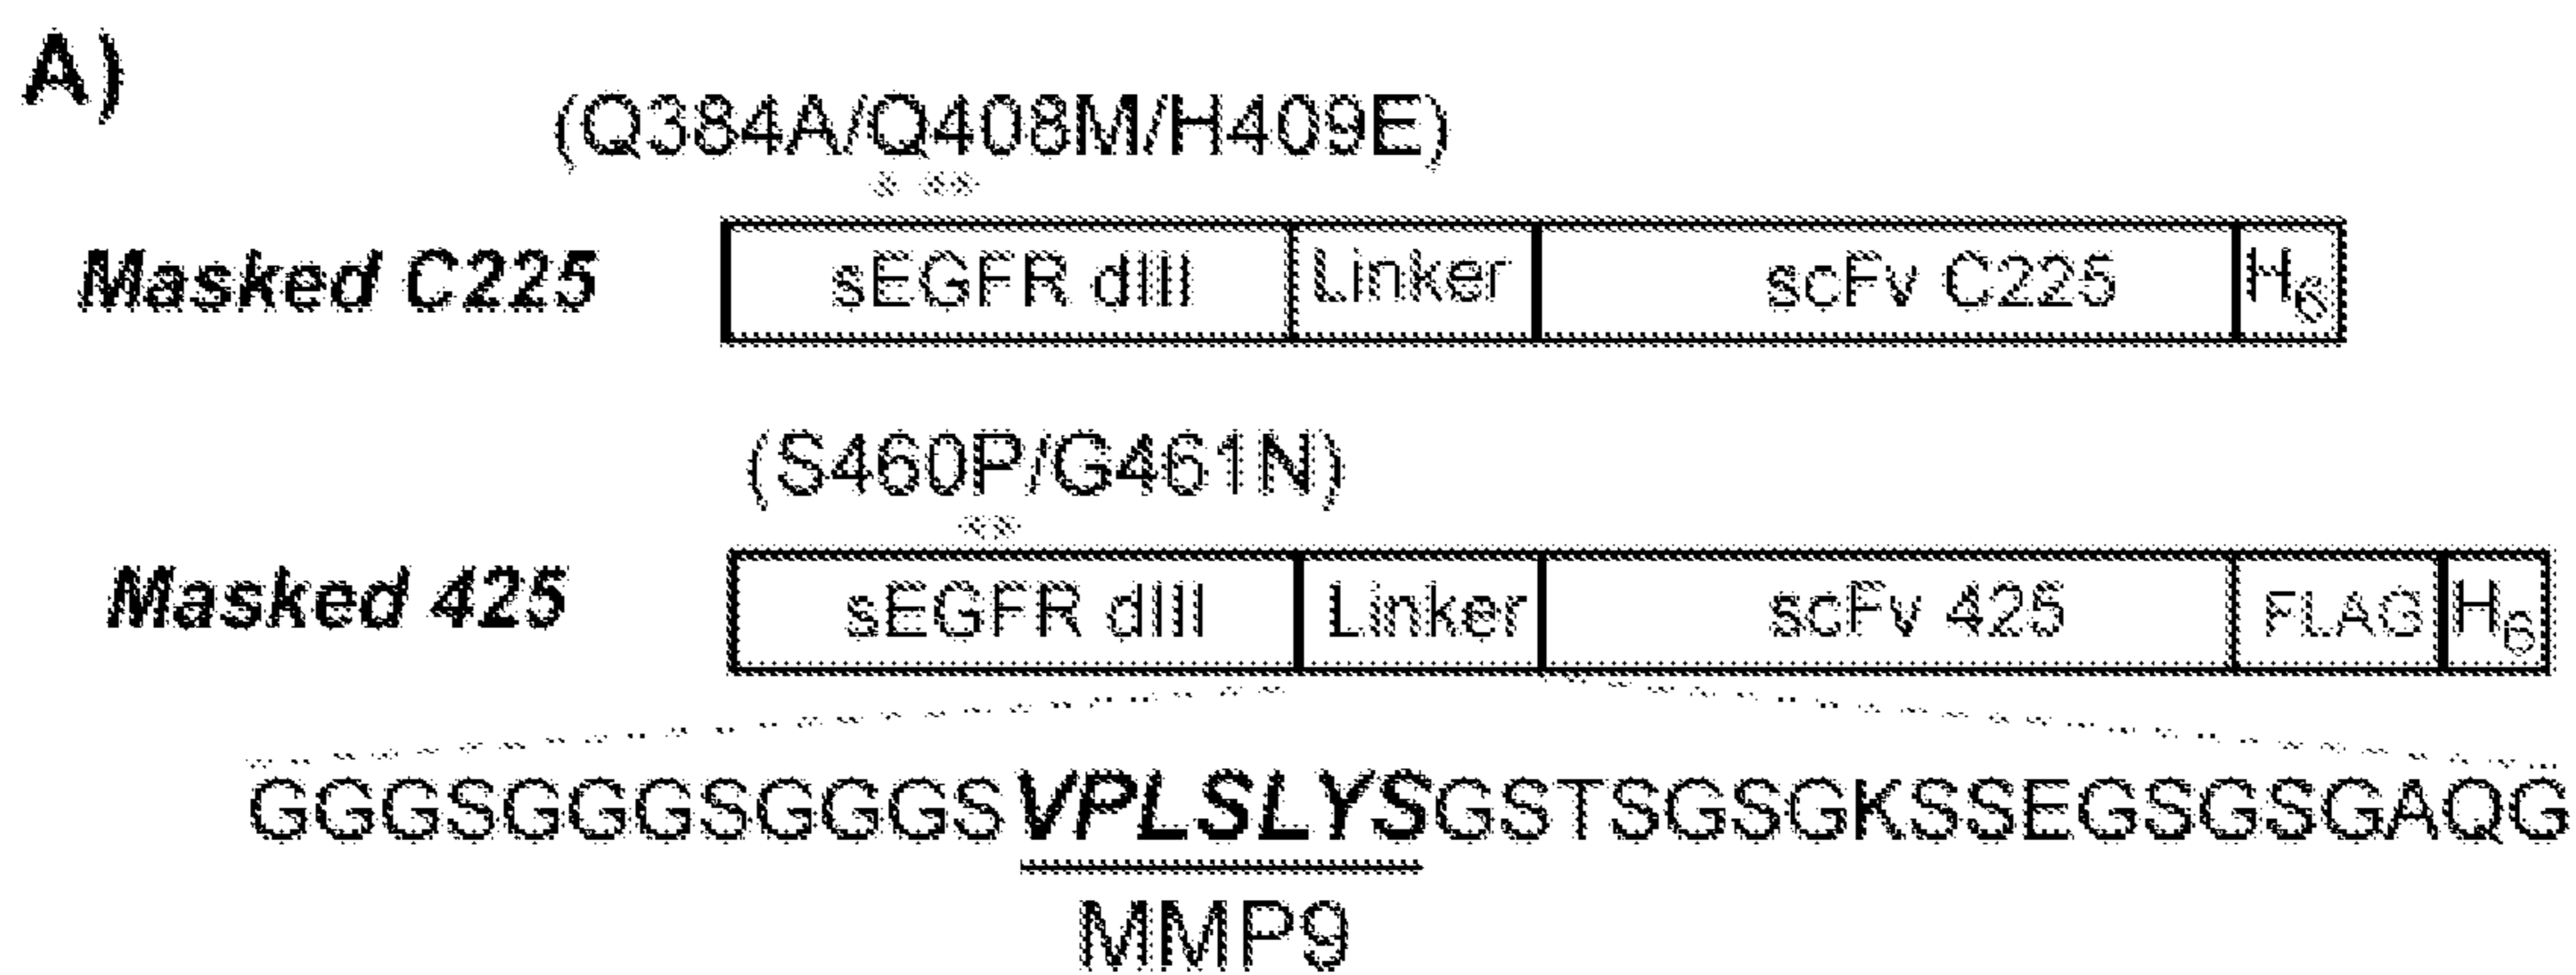 A)
(Q384A/Q408M/H409E)
* **
Masked C225 sEGFR dIII Linker scFv C225 H6
(S460P/G461N)
**
Masked 425 sEGFR dIII Linker scFv 425 FLAG H6
GGGSGGGSGGGSVPLSLYSGSTSGSGKSSEGSGSGAQG
MMP9